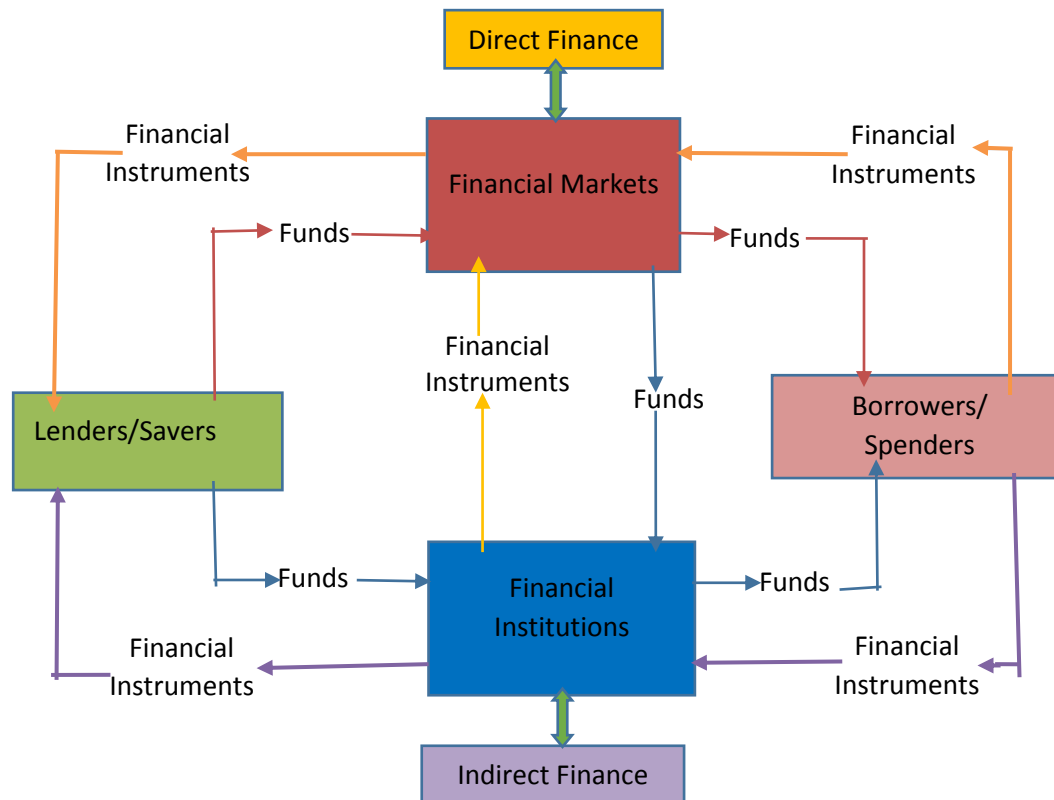 Direct Finance
Financial
Instruments
Financial Markets
Financial
Instruments
Funds
Funds
Financial
Instruments
Funds
Lenders/Savers
Borrowers/
Spenders
Funds
Financial
Institutions
Funds
Financial
Instruments
Financial
Instruments
Indirect Finance